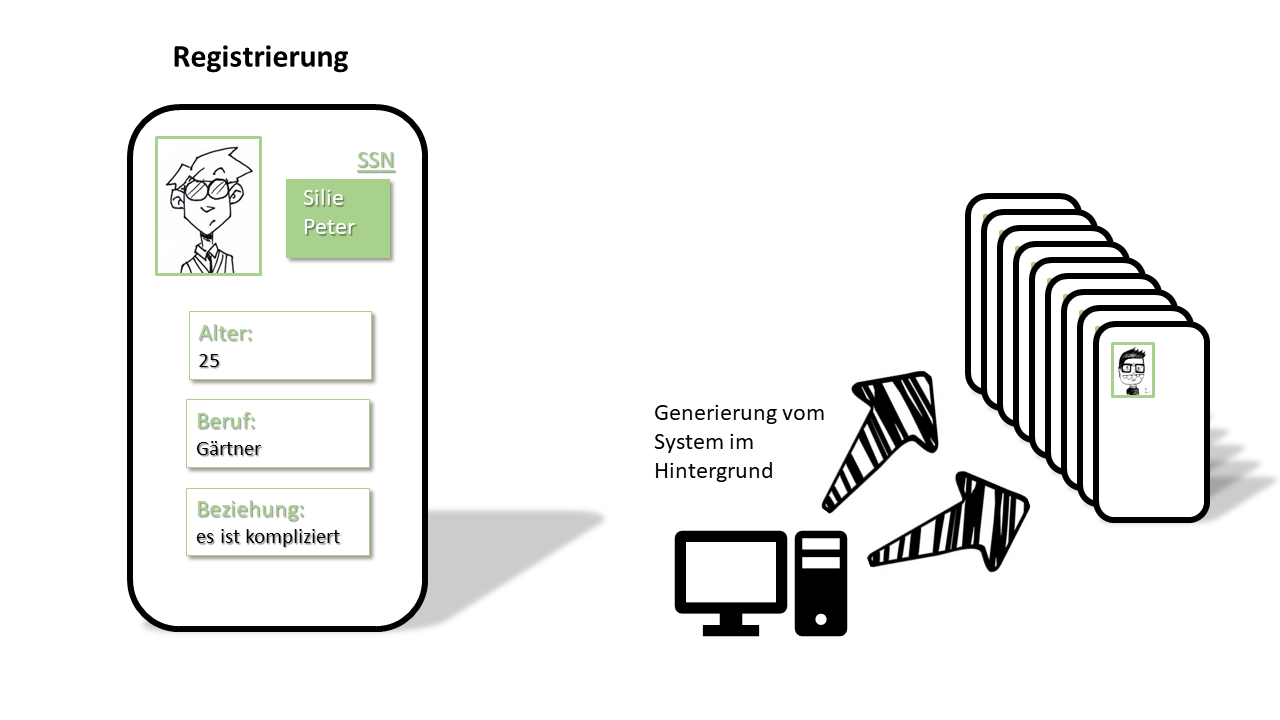 Registrierung
SSN
Silie
Peter
Alter:
25
Beruf:
Gärtner
Beziehung:
es ist kompliziert
Generierung vom
System im
Hintergrund